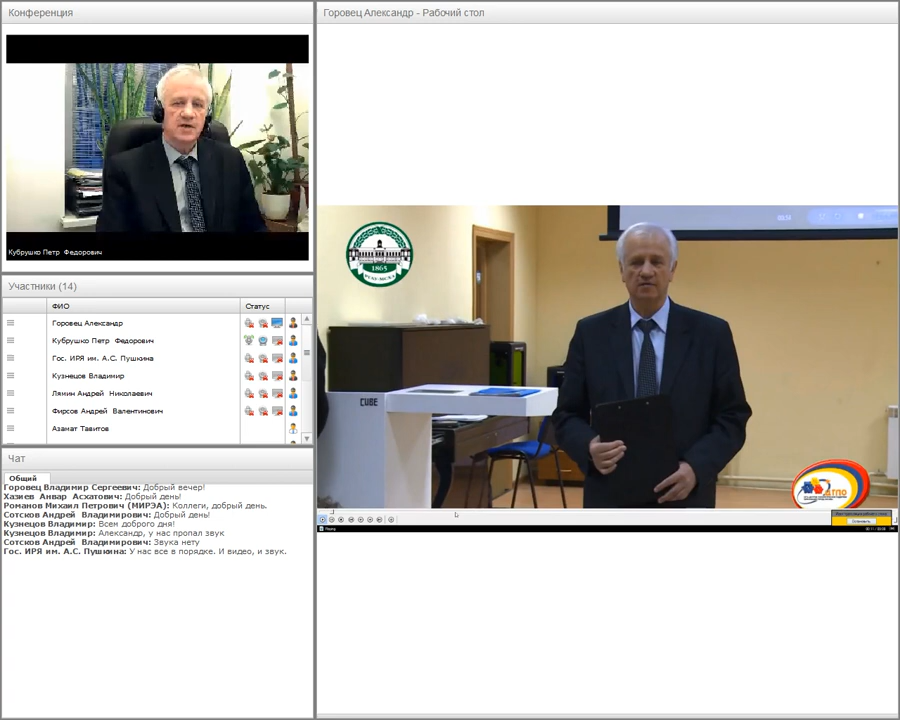 Конференция
Кубрушко Петр Федорович
Участники (14)
ФИО
Статус
Горовец Александр
Кубрушко Петр Федорович
Гос. ИРЯ им. А.С. Пушкина
Кузнецов Владимир
Лямин Андрей Николаевич
Фирсов Андрей Валентинович
Азамат Тавитов
Чат
Общий
Горовец Владимир Сергеевич: Добрый вечер!
Хазиев Анвар Асхатович: Добрый день!
Романов Михаил Петрович (МИРЭА): Коллеги, добрый день.
Сотсков Андрей Владимирович: Добрый день!
Кузнецов Владимир: Всем доброго дня!
Кузнецов Владимир: Александр, у нас пропал звук
Сотсков Андрей Владимирович: Звука нету
Гос. ИРЯ им. А.С. Пушкина: У нас все в порядке. И видео, и звук.
Горовец Александр - Рабочий стол
1865
CUBE